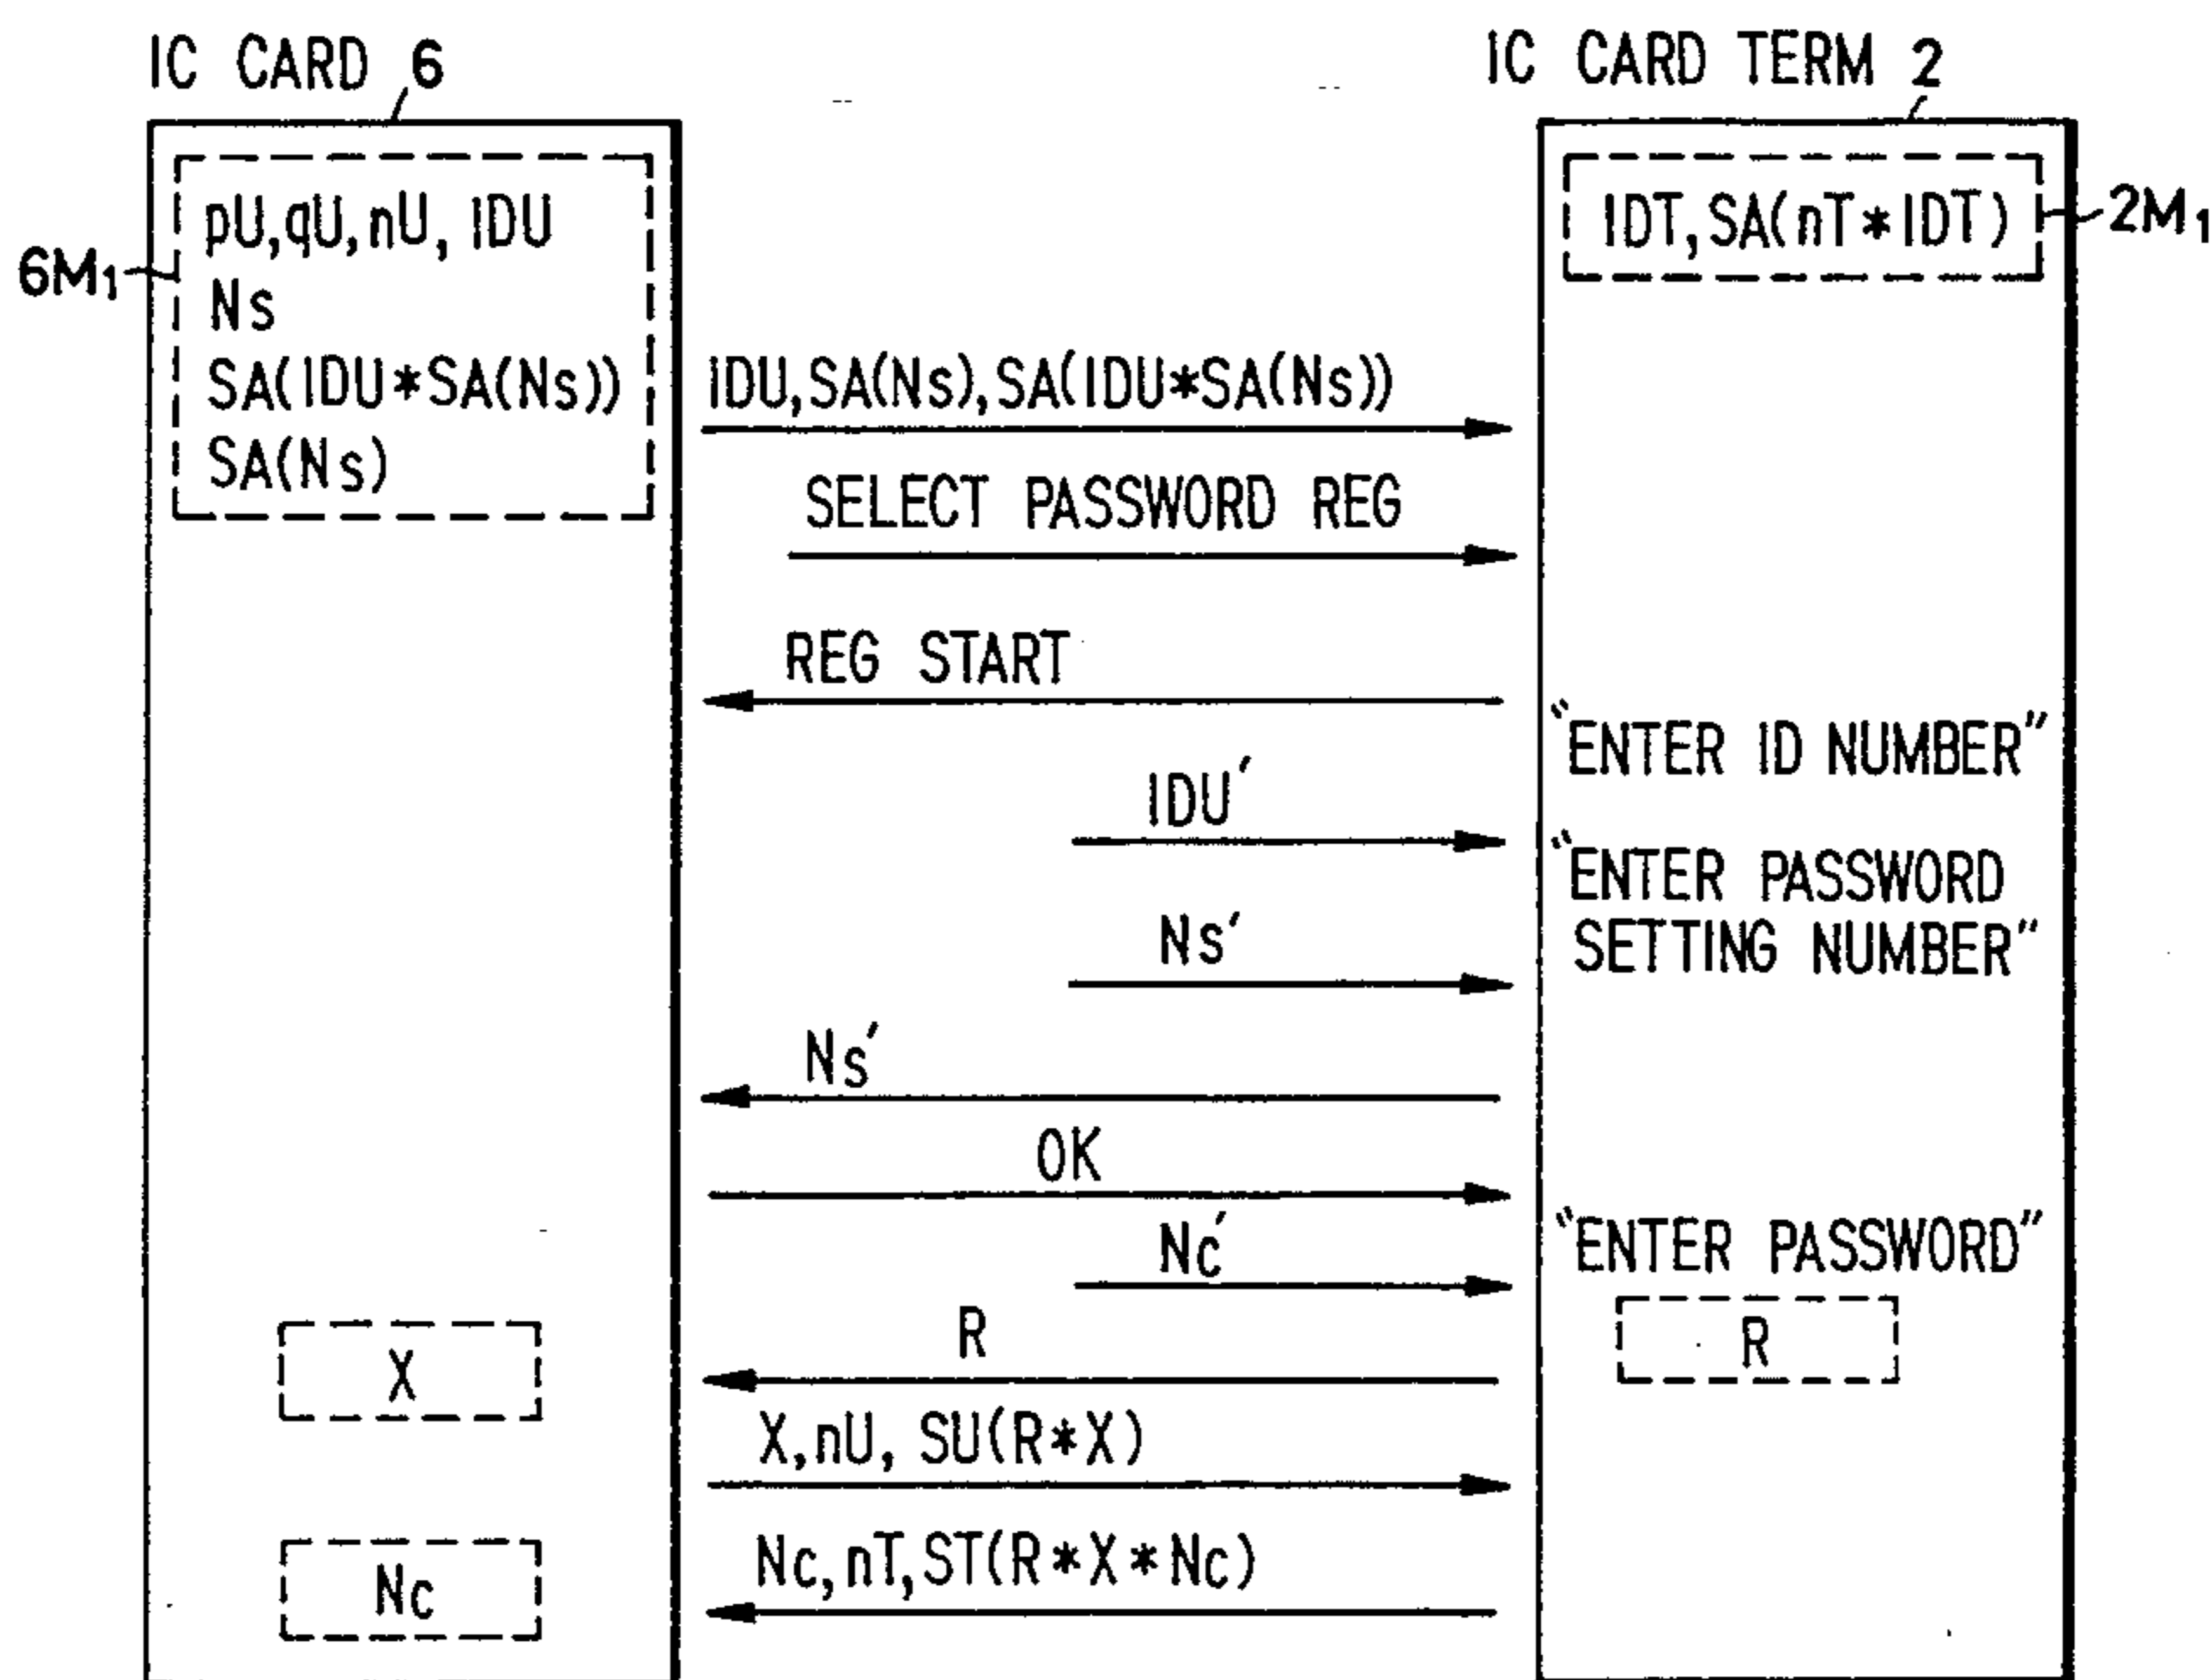 IC CARD 6
IC CARD TERM 2
pU,qU,nU, IDU
Ns
SA(IDU*SA(Ns))
SA(Ns)
6M1
IDT,SA(nT*IDT)
2M1
IDU,SA(Ns),SA(IDU*SA(Ns))
SELECT PASSWORD REG
REG START
"ENTER ID NUMBER"
IDU'
"ENTER PASSWORD
SETTING NUMBER"
Ns'
Ns'
OK
Nc'
"ENTER PASSWORD"
R
R
X
X,nU, SU(R*X)
Nc,nT,ST(R*X*Nc)
Nc